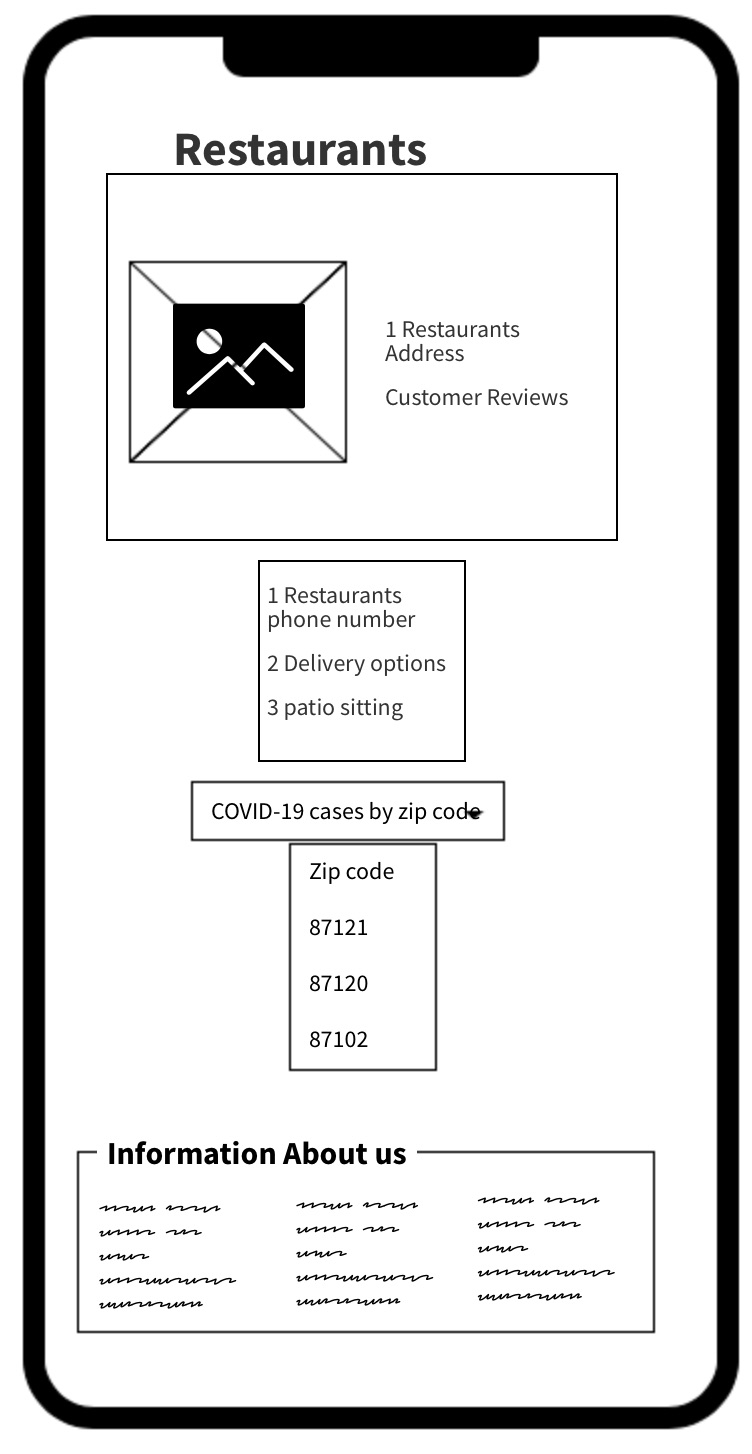 Restaurants
1 Restaurants
Address
Customer Reviews
1 Restaurants
phone number
2 Delivery options
3 patio sitting
COVID-19 cases by zip code
Zip code
87121
87120
87102
Information About us